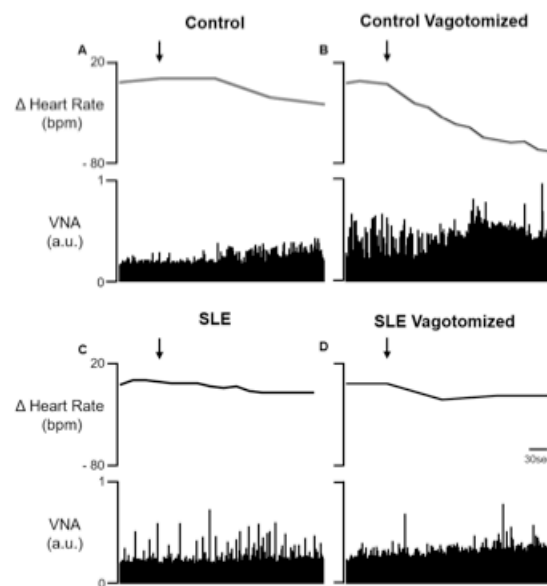 Control
Control Vagotomized
A
B
20
Δ Heart Rate
(bpm)
- 80
1
VNA
(a.u.)
0
SLE
SLE Vagotomized
C
D
20
Δ Heart Rate
(bpm)
- 80
30se
1
VNA
(a.u.)
0